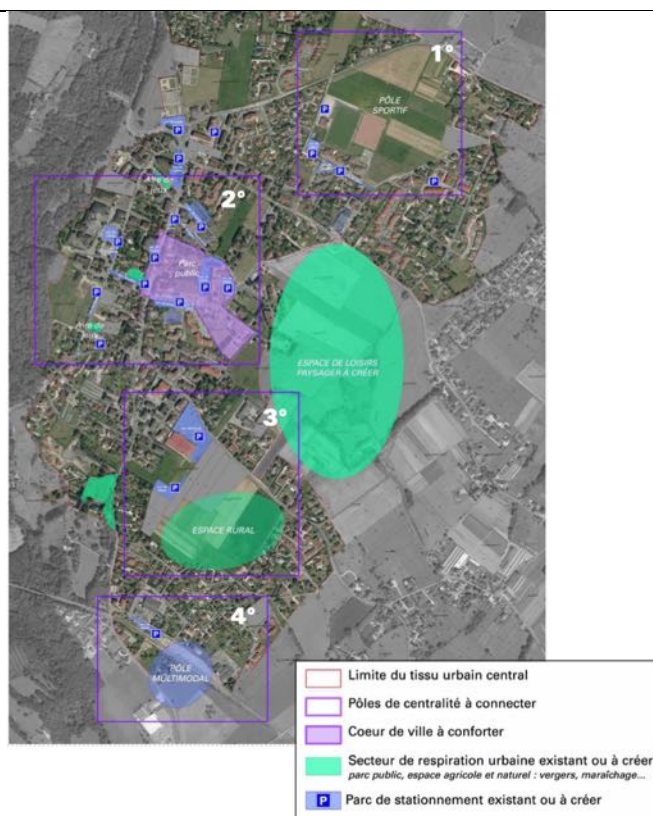 1°
PÔLE
SPORTIF
P
P
P
P
P
P
P
2°
jeux
P
P
P
P
Parc
public
P
P
P
P
P
P
ESPACE DE LOISIRS
PAYSAGER À CRÉER
3°
P
P
ESPACE RURAL
4°
P
PÔLE
MULTIMODAL
Limite du tissu urbain central
Pôles de centralité à connecter
Coeur de ville à conforter
Secteur de respiration urbaine existant ou à créer
parc public, espace agricole et naturel : vergers, maraîchage...
P Parc de stationnement existant ou à créer